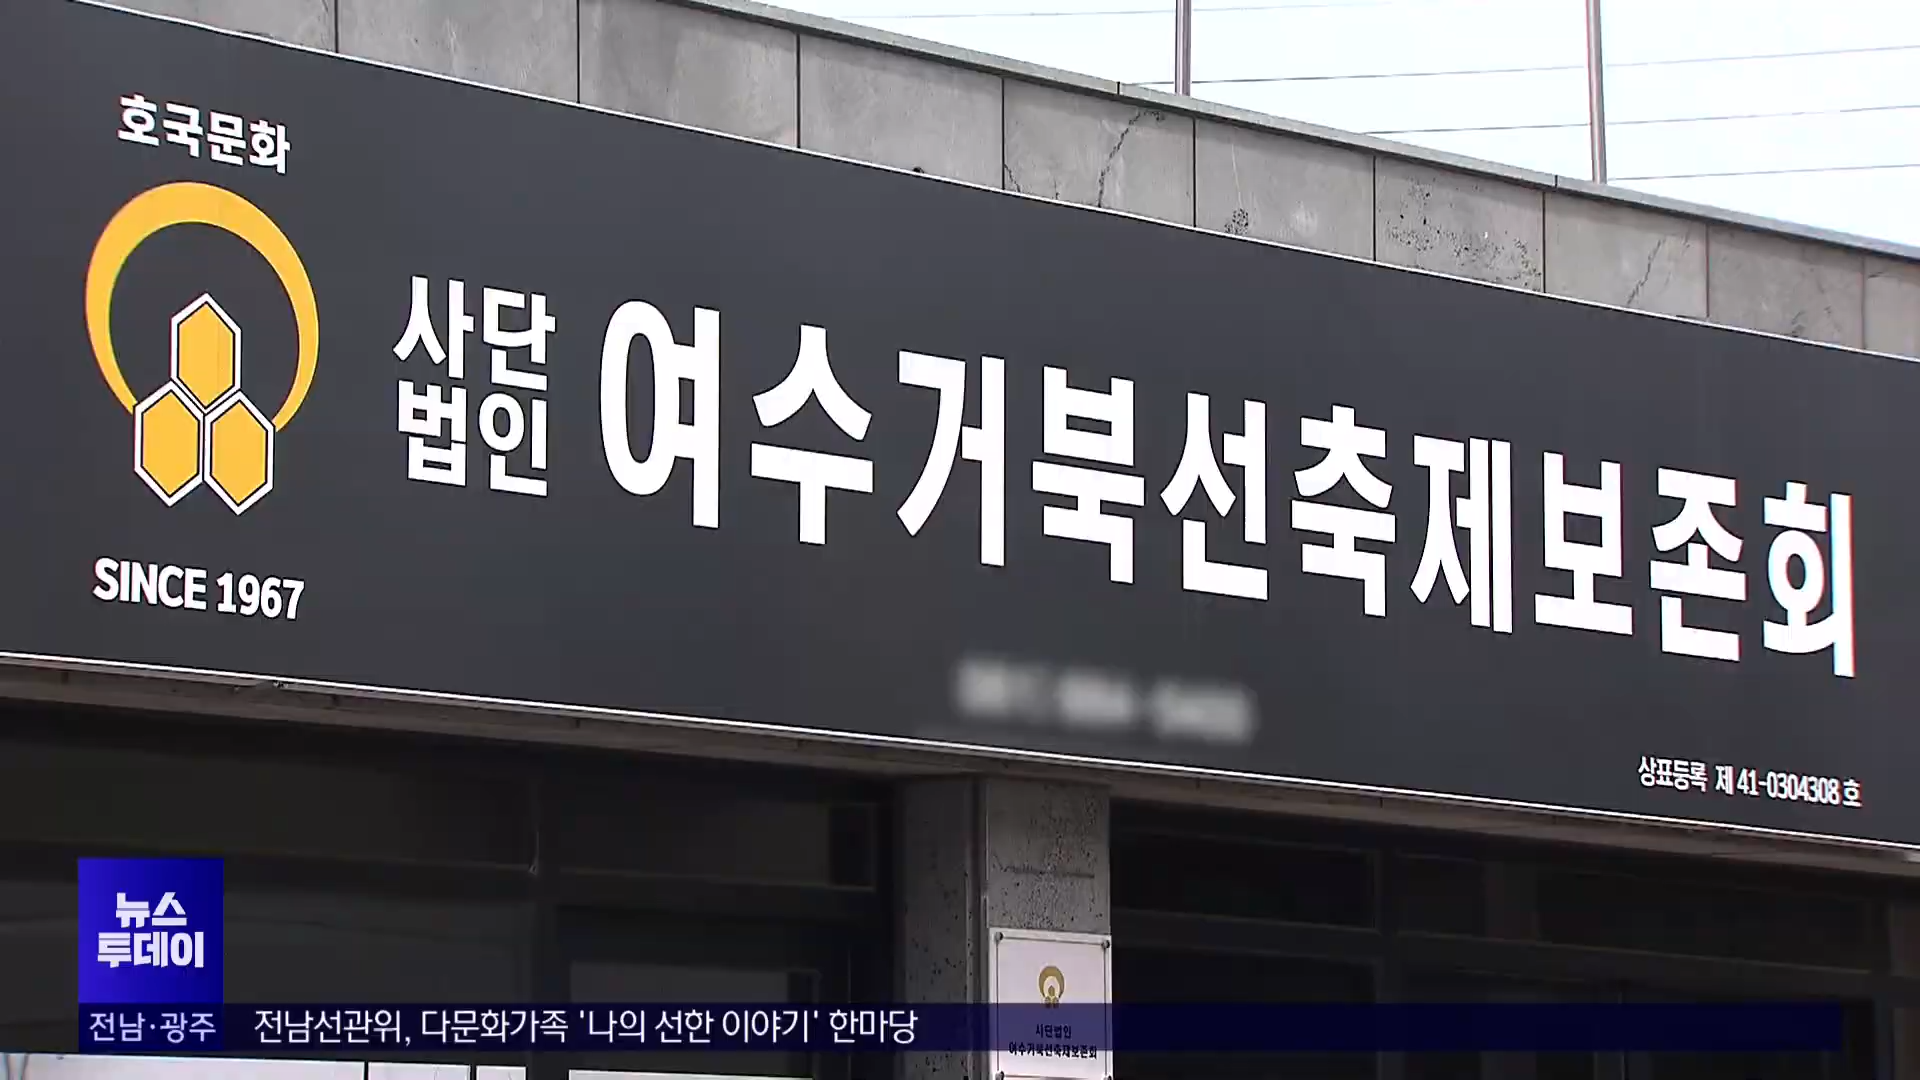 호국문화
SINCE 1967
사단
법인
여수거북선축제보존회
상표등록 제 41-0304308 호
사단법인
여수거북선축제보존회
뉴스
투데이
전남·광주
전남선관위, 다문화가족 '나의 선한 이야기' 한마당